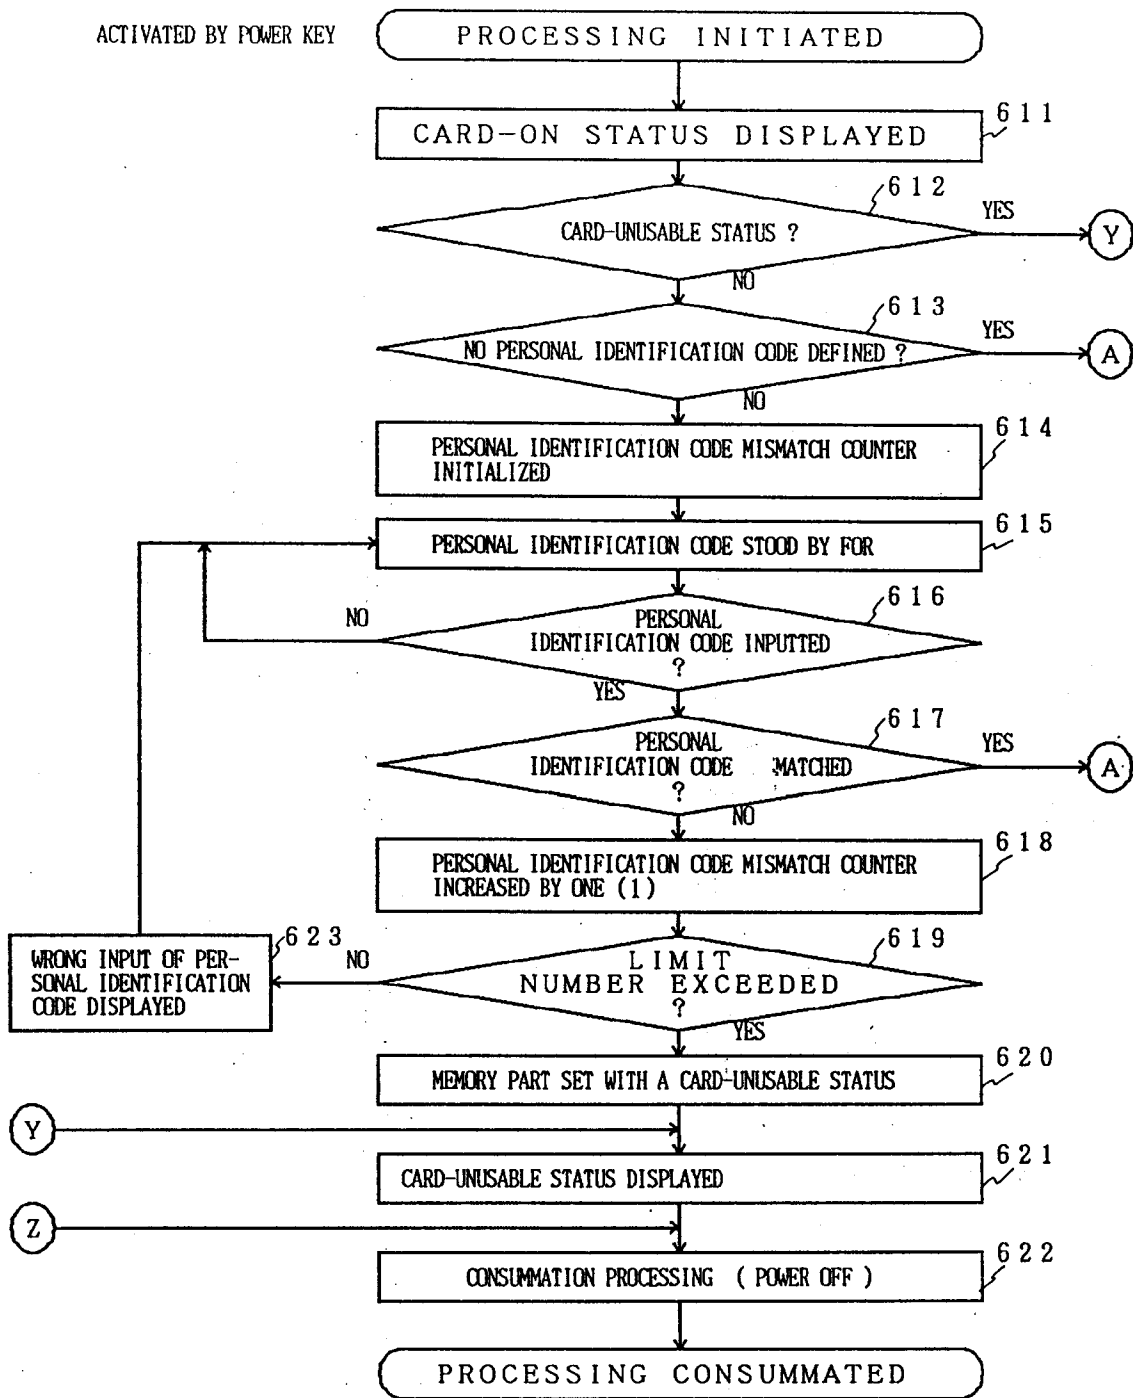 ACTIVATED BY POWER KEY
PROCESSING INITIATED
611
CARD-ON STATUS DISPLAYED
612
CARD-UNUSABLE STATUS ?
YES
Y
NO
613
NO PERSONAL IDENTIFICATION CODE DEFINED ?
YES
A
NO
614
PERSONAL IDENTIFICATION CODE MISMATCH COUNTER
INITIALIZED
615
PERSONAL IDENTIFICATION CODE STOOD BY FOR
616
PERSONAL
IDENTIFICATION CODE INPUTTED
?
NO
YES
617
PERSONAL
IDENTIFICATION CODE MATCHED
?
YES
A
NO
618
PERSONAL IDENTIFICATION CODE MISMATCH COUNTER
INCREASED BY ONE (1)
619
LIMIT
NUMBER EXCEEDED
?
NO
623
WRONG INPUT OF PER-
SONAL IDENTIFICATION
CODE DISPLAYED
YES
620
MEMORY PART SET WITH A CARD-UNUSABLE STATUS
Y
621
CARD-UNUSABLE STATUS DISPLAYED
Z
622
CONSUMMATION PROCESSING ( POWER OFF )
PROCESSING CONSUMMATED